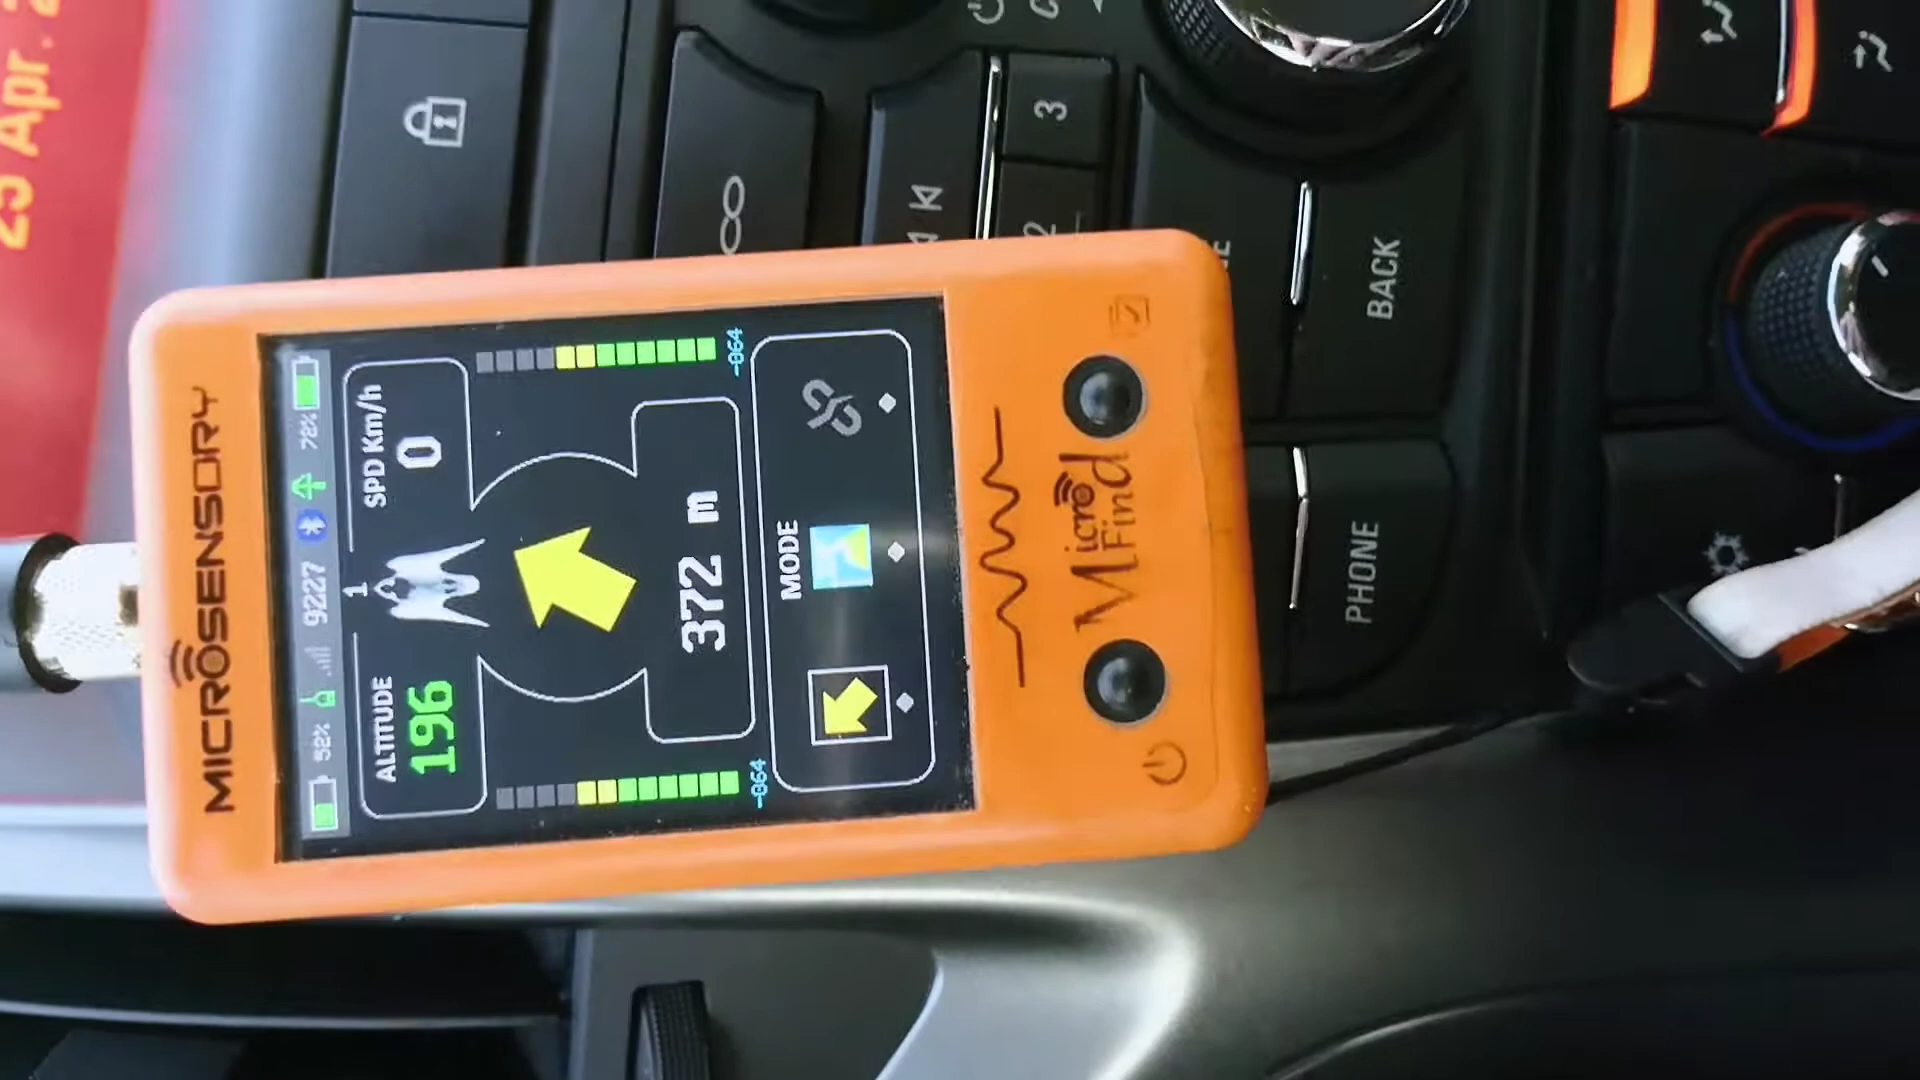 MICROSENSORY
52% 9227 78%
ALTITUDE
196
1
SPD Km/h
0
-064
-064
372 m
MODE
Micro
Find
3
2
BACK
PHONE
Apr.